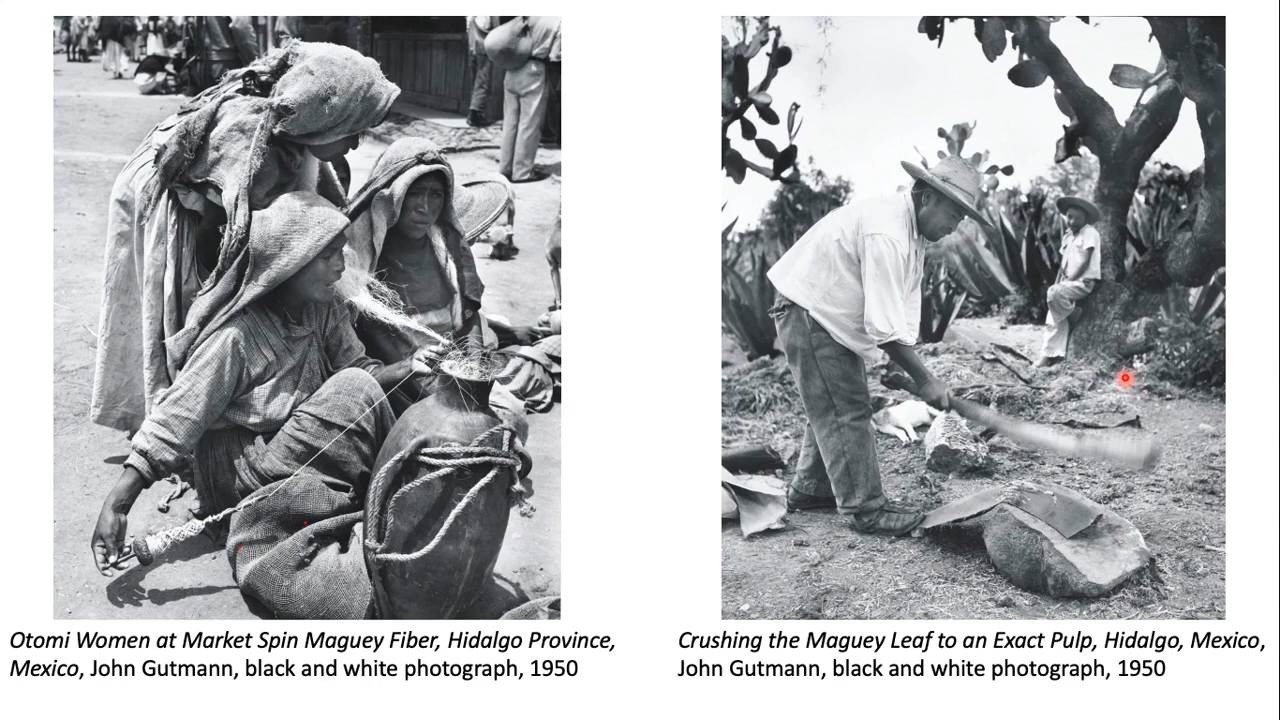 Otomi Women at Market Spin Maguey Fiber, Hidalgo Province,
Mexico, John Gutmann, black and white photograph, 1950
Crushing the Maguey Leaf to an Exact Pulp, Hidalgo, Mexico,
John Gutmann, black and white photograph, 1950